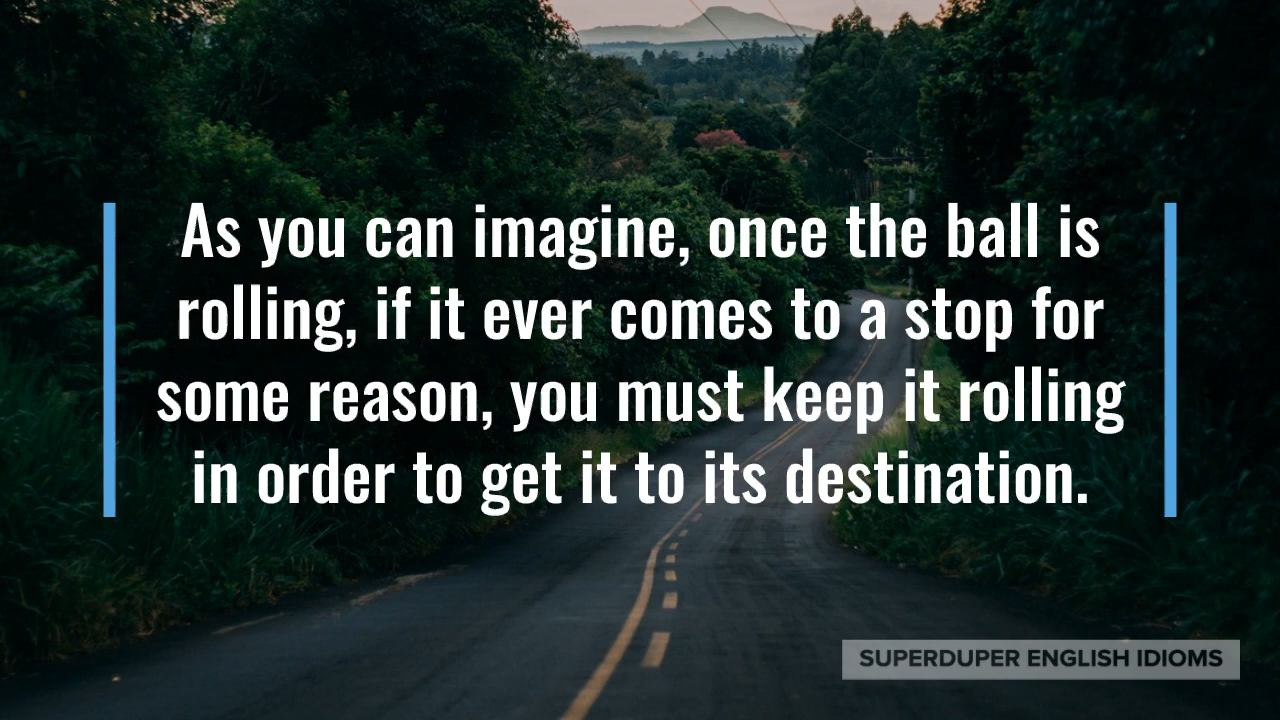 As you can imagine, once the ball is
rolling, if it ever comes to a stop for
some reason, you must keep it rolling
in order to get it to its destination.
SUPERDUPER ENGLISH IDIOMS